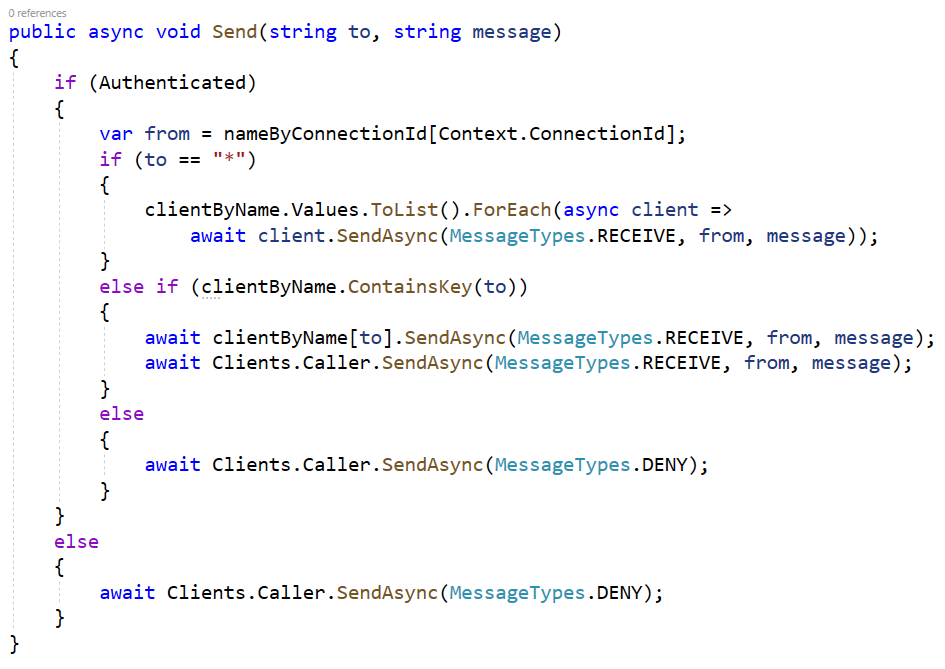 0 references
public async void Send(string to, string message)
{
    if (Authenticated)
    {
        var from = nameByConnectionId[Context.ConnectionId];
        if (to == "*")
        {
            clientByName.Values.ToList().ForEach(async client =>
                await client.SendAsync(MessageTypes.RECEIVE, from, message));
        }
        else if (clientByName.ContainsKey(to))
        {
            await clientByName[to].SendAsync(MessageTypes.RECEIVE, from, message);
            await Clients.Caller.SendAsync(MessageTypes.RECEIVE, from, message);
        }
        else
        {
            await Clients.Caller.SendAsync(MessageTypes.DENY);
        }
    }
    else
    {
        await Clients.Caller.SendAsync(MessageTypes.DENY);
    }
}